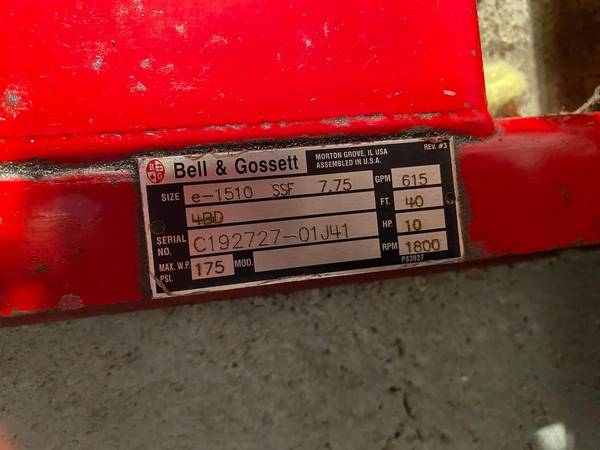 B G
Bell & Gossett MORTON GROVE, IL USA ASSEMBLED IN U.S.A. REV. #3
SIZE e-1510 SSF 7.75 GPM 615
4BD FT. 40
SERIAL NO. C192727-01J41 HP. 10
MAX. W.P. PSI. 175 MOD. RPM 1800
P83027